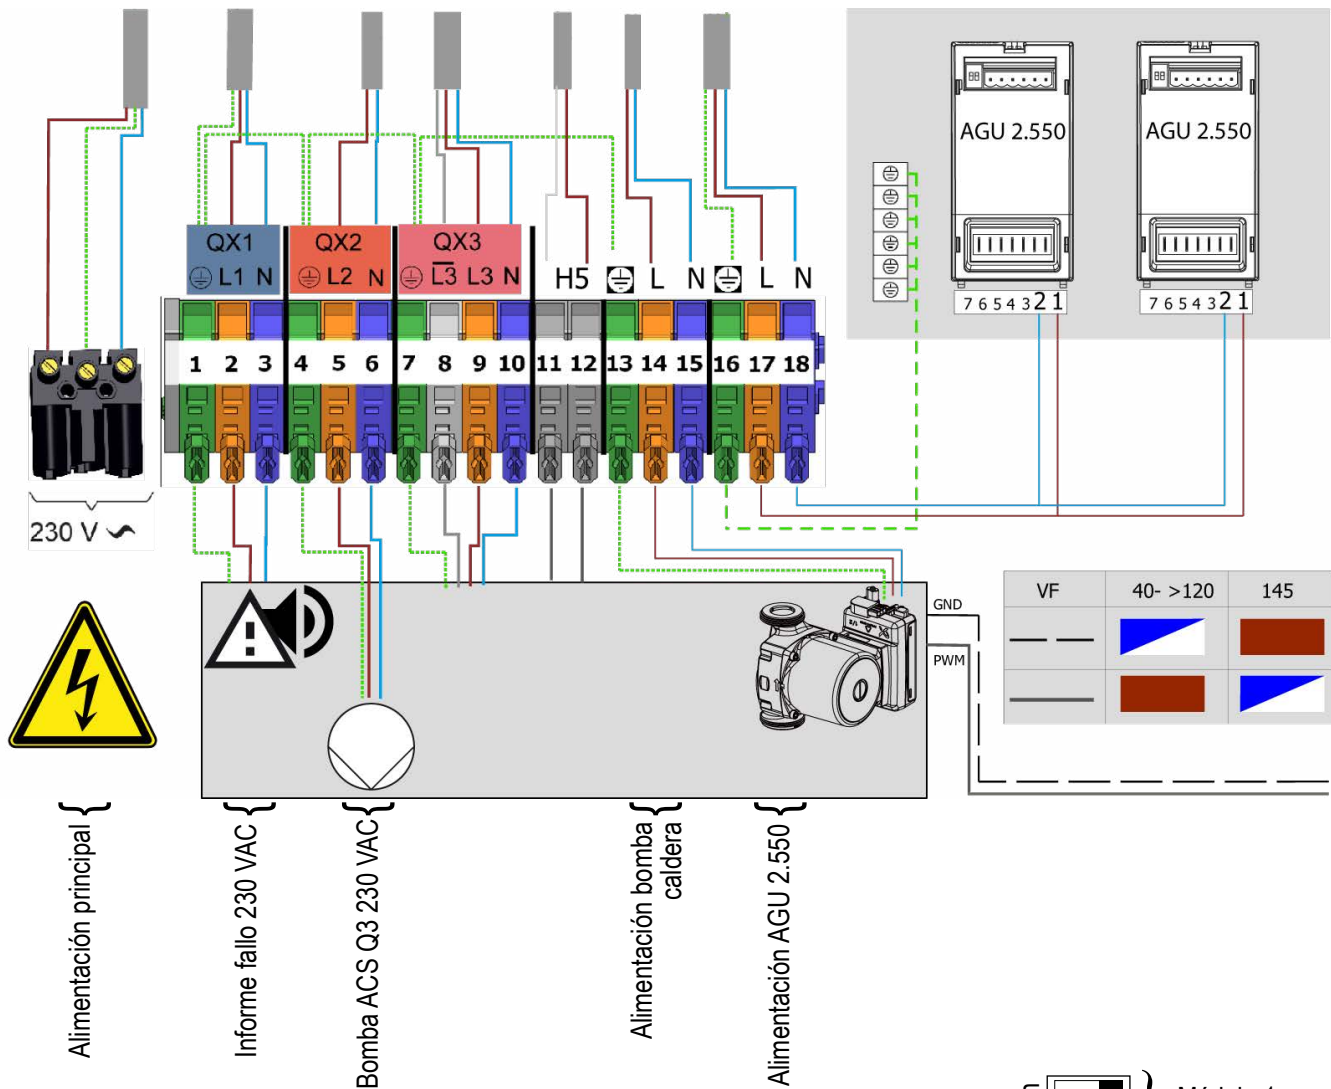 AGU 2.550
AGU 2.550
QX1
L1 N
QX2
L2 N
QX3
L3 L3 N
H5
L N
L N
7 6 5 4 3 2 1
7 6 5 4 3 2 1
1 2 3 4 5 6 7 8 9 10 11 12 13 14 15 16 17 18
230 V
GND
PWM
VF 40- >120 145
Alimentación principal
Informe fallo 230 VAC
Bomba ACS Q3 230 VAC
Alimentación bomba
caldera
Alimentación AGU 2.550